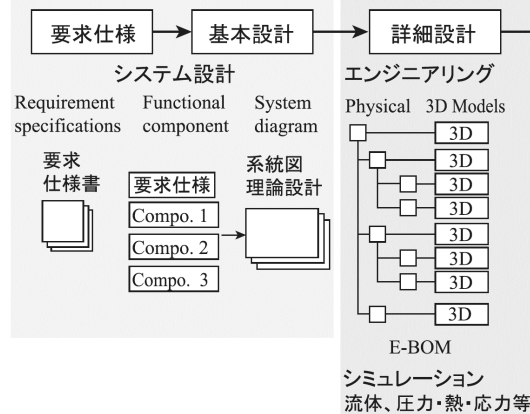 要求仕様
基本設計
詳細設計
システム設計
エンジニアリング
Requirement
specifications
Functional
component
System
diagram
Physical
3D Models
要求
仕様書
要求仕様
Compo. 1
Compo. 2
Compo. 3
系統図
理論設計
3D
3D
3D
3D
3D
3D
3D
3D
E-BOM
シミュレーション
流体、圧力・熱・応力等